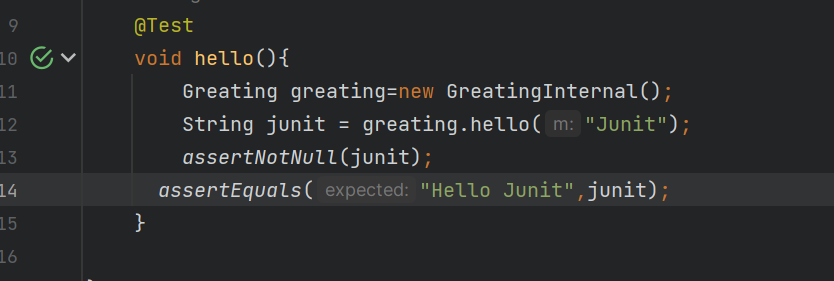 9 @Test
10 void hello(){
11 Greating greating=new GreatingInternal();
12 String junit = greating.hello( m: "Junit");
13 assertNotNull(junit);
14 assertEquals( expected: "Hello Junit",junit);
15 }
16